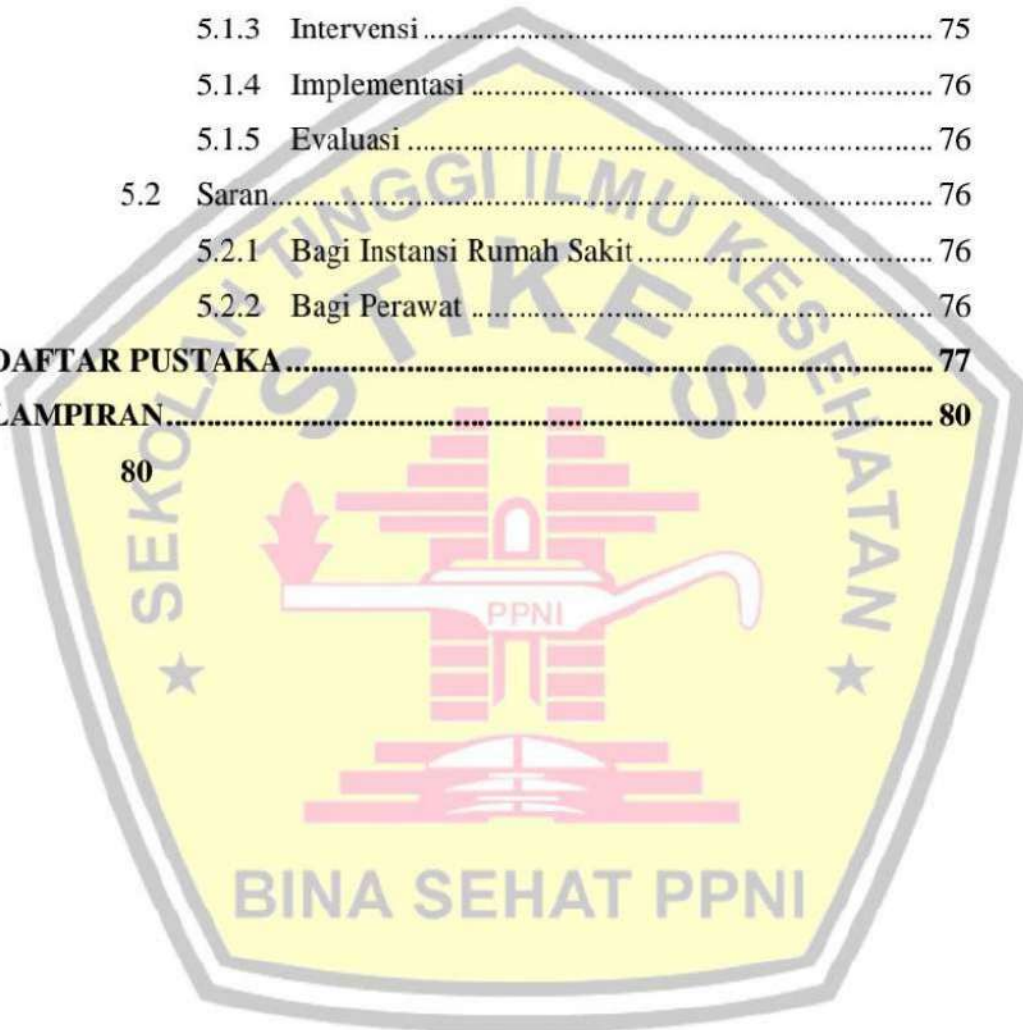 5.1.3 Intervensi ........................................................................ 75
5.1.4 Implementasi ........................................................................ 76
5.1.5 Evaluasi ........................................................................ 76
5.2 Saran........................................................................ 76
5.2.1 Bagi Instansi Rumah Sakit ........................................................................ 76
5.2.2 Bagi Perawat ........................................................................ 76
DAFTAR PUSTAKA ........................................................................ 77
LAMPIRAN........................................................................ 80
80
SEKOLAH TINGGI ILMU KESEHATAN
STIKES
PPNI
BINA SEHAT PPNI